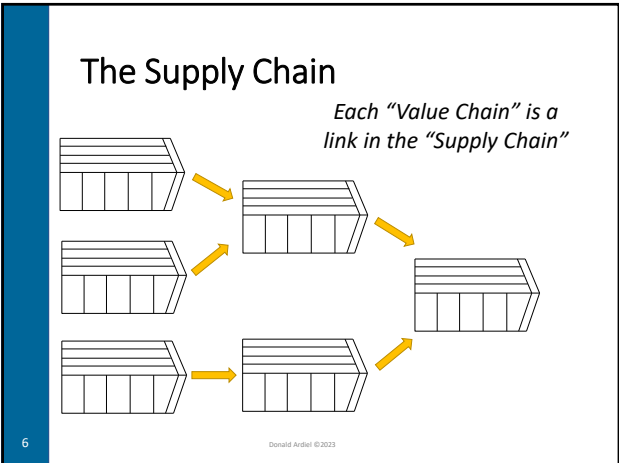 The Supply Chain
Each “Value Chain” is a
link in the “Supply Chain”
6
Donald Ardiel ©2023